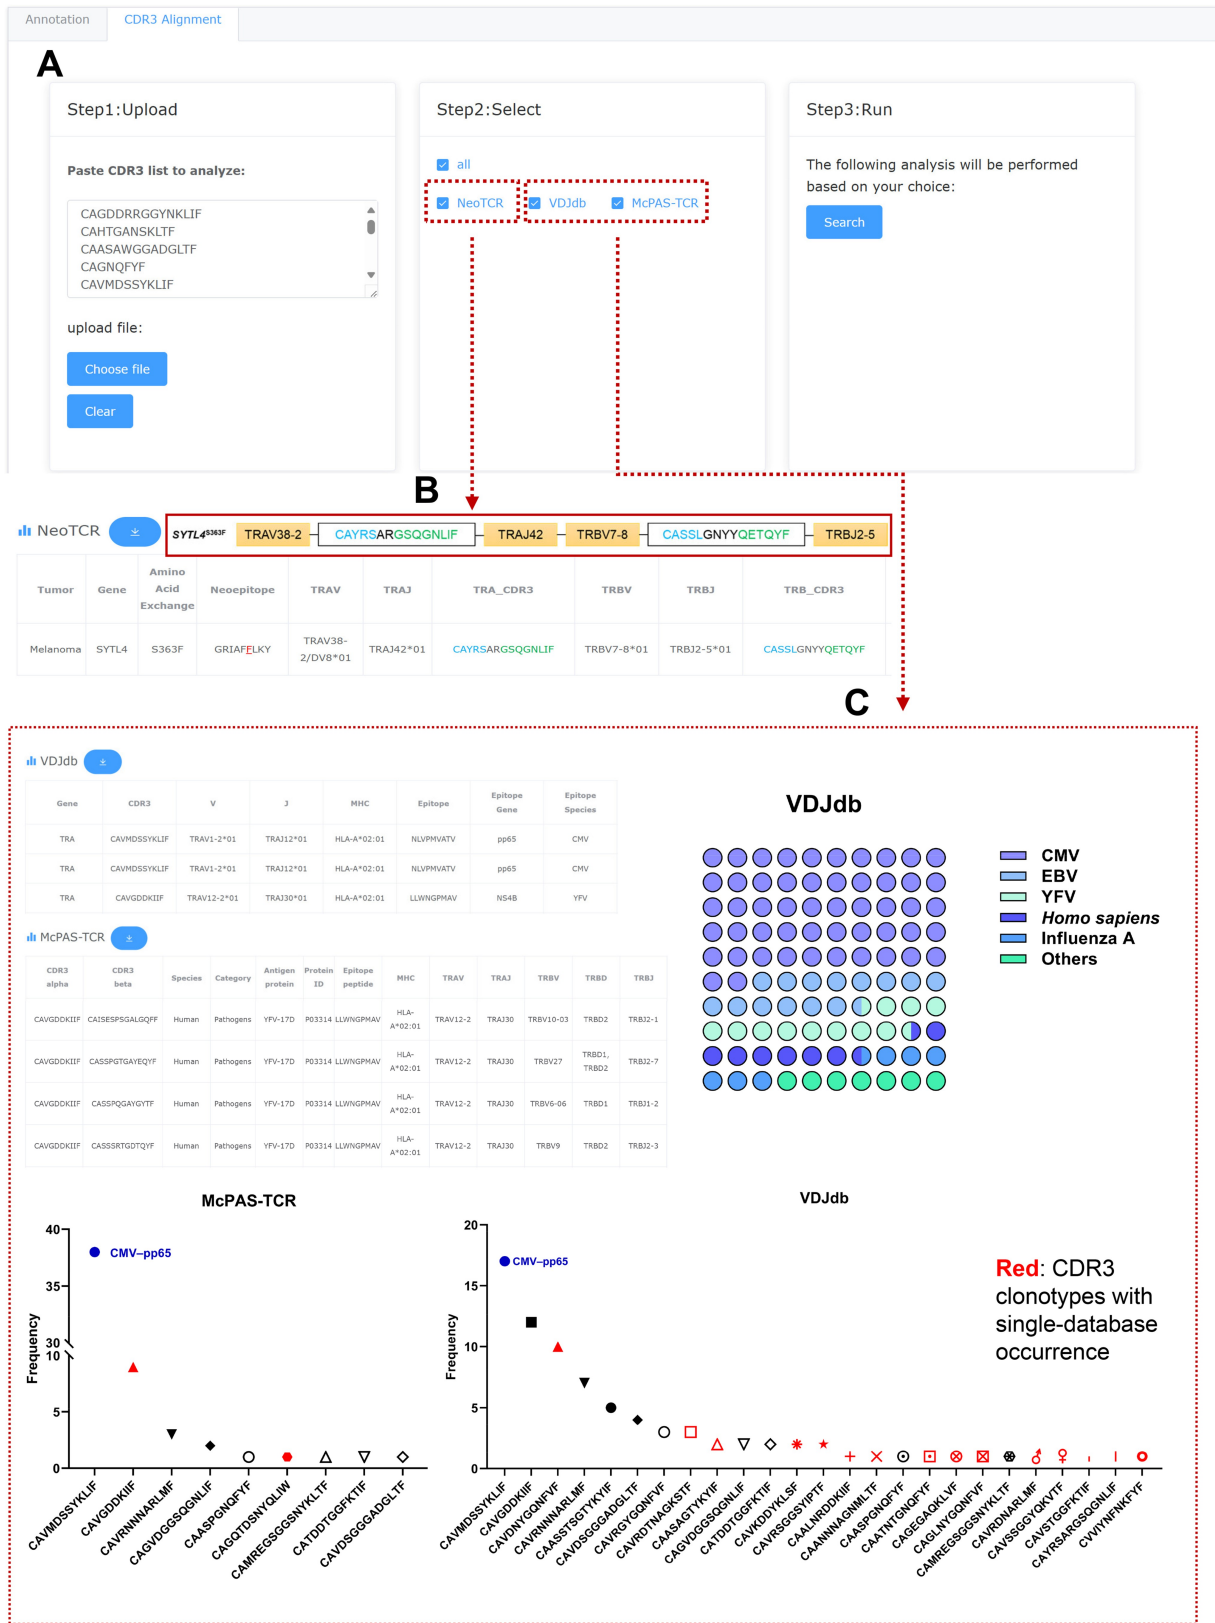 Annotation
CDR3 Alignment
A
Step1:Upload
Paste CDR3 list to analyze:
CAGDDRRGGYNKLIF
CAHTGANSKLTF
CAASAWGGADGLTF
CAGNQFYF
CAVMDSSYKLIF
upload file:
Choose file
Clear
Step2:Select
all
NeoTCR
VDJdb
McPAS-TCR
Step3:Run
The following analysis will be performed
based on your choice:
Search
B
NeoTCR
SYTL4S363F TRAV38-2 CAYRSARGSQGNLIF TRAJ42 TRBV7-8 CASSLGNYYQETQYF TRBJ2-5
Tumor Gene Amino Acid Exchange Neoepitope TRAV TRAJ TRA_CDR3 TRBV TRBJ TRB_CDR3
Melanoma SYTL4 S363F GRIAFFLKY TRAV38-2/DV8*01 TRAJ42*01 CAYRSARGSQGNLIF TRBV7-8*01 TRBJ2-5*01 CASSLGNYYQETQYF
C
VDJdb
Gene CDR3 V J MHC Epitope Epitope Gene Epitope Species
TRA CAVMDSSYKLIF TRAV1-2*01 TRAJ12*01 HLA-A*02:01 NLVPMVATV pp65 CMV
TRA CAVMDSSYKLIF TRAV1-2*01 TRAJ12*01 HLA-A*02:01 NLVPMVATV pp65 CMV
TRA CAVGDDKIIF TRAV12-2*01 TRAJ30*01 HLA-A*02:01 LLWNGPMAV NS4B YFV
McPAS-TCR
CDR3 alpha CDR3 beta Species Category Antigen protein Protein ID Epitope peptide MHC TRAV TRAJ TRBV TRBD TRBJ
CAVGDDKIIF CAISESPSGALGQFF Human Pathogens YFV-17D P03314 LLWNGPMAV HLA-A*02:01 TRAV12-2 TRAJ30 TRBV10-03 TRBD2 TRBJ2-1
CAVGDDKIIF CASSPGTGAYEQYF Human Pathogens YFV-17D P03314 LLWNGPMAV HLA-A*02:01 TRAV12-2 TRAJ30 TRBV27 TRBD1, TRBD2 TRBJ2-7
CAVGDDKIIF CASSPQGAYGYTF Human Pathogens YFV-17D P03314 LLWNGPMAV HLA-A*02:01 TRAV12-2 TRAJ30 TRBV6-06 TRBD1 TRBJ1-2
CAVGDDKIIF CASSSRTGDTQYF Human Pathogens YFV-17D P03314 LLWNGPMAV HLA-A*02:01 TRAV12-2 TRAJ30 TRBV9 TRBD2 TRBJ2-3
VDJdb
CMV
EBV
YFV
Homo sapiens
Influenza A
Others
McPAS-TCR
Frequency
40
35
30
10
5
0
CMV–pp65
CAVMDSSYKLIF
CAVGDDKIIF
CAVRNNNARLMF
CAGVDGGSQGNLIF
CAASPGNQFYF
CAGQTDSNYQLIW
CAMREGSGGSNYKLTF
CATDDTGFKTIF
CAVDSGGGADGLTF
VDJdb
Frequency
20
15
10
5
0
CMV–pp65
CAVMDSSYKLIF
CAVGDDKIIF
CAVDNYGQNFVF
CAVRNNNARLMF
CAASSTSGTYKYIF
CAVDSGGGADGLTF
CAVRGYGQNFVF
CAVRDTNAGKSTF
CAASAGTYKYIF
CAGVDGGSQGNLIF
CATDDTGFKTIF
CAVKDDYKLSF
CAVRSGGSYIPTF
CAALNRDDKIIF
CAANNNAGNMLTF
CAASPGNQFYF
CAATNTGNQFYF
CAGEGAQKLVF
CAGLNYGQNFVF
CAMREGSGGSNYKLTF
CAVRDNARLMF
CAVSSGGYQKVTF
CAVSTGGFKTIF
CAYRSARGSQGNLIF
CVVIYNFNKFYF
Red: CDR3
clonotypes with
single-database
occurrence